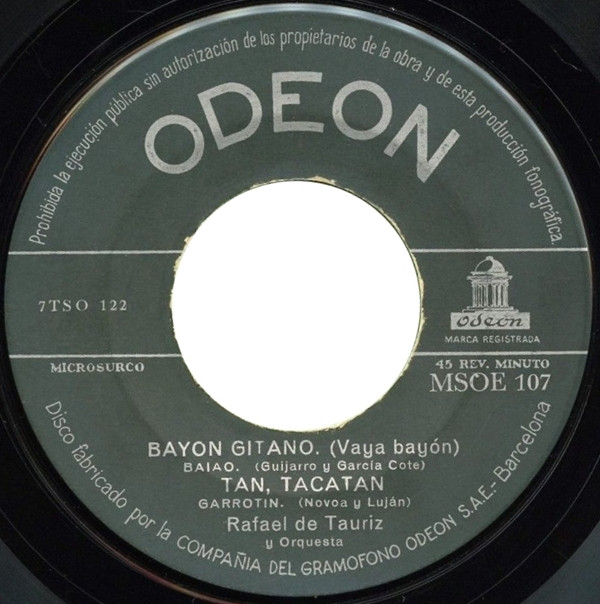 Prohibida la ejecución pública sin autorización de los propietarios de la obra y de esta producción fonográfica.
ODEON
7TSO 122
Odeon
MARCA REGISTRADA
MICROSURCO
45 REV. MINUTO
MSOE 107
BAYON GITANO. (Vaya bayón)
BAIAO. (Guijarro y García Cote)
TAN, TACATAN
GARROTIN. (Novoa y Luján)
Rafael de Tauriz
y Orquesta
Disco fabricado por la COMPAÑIA DEL GRAMOFONO ODEON S.A.E.- Barcelona